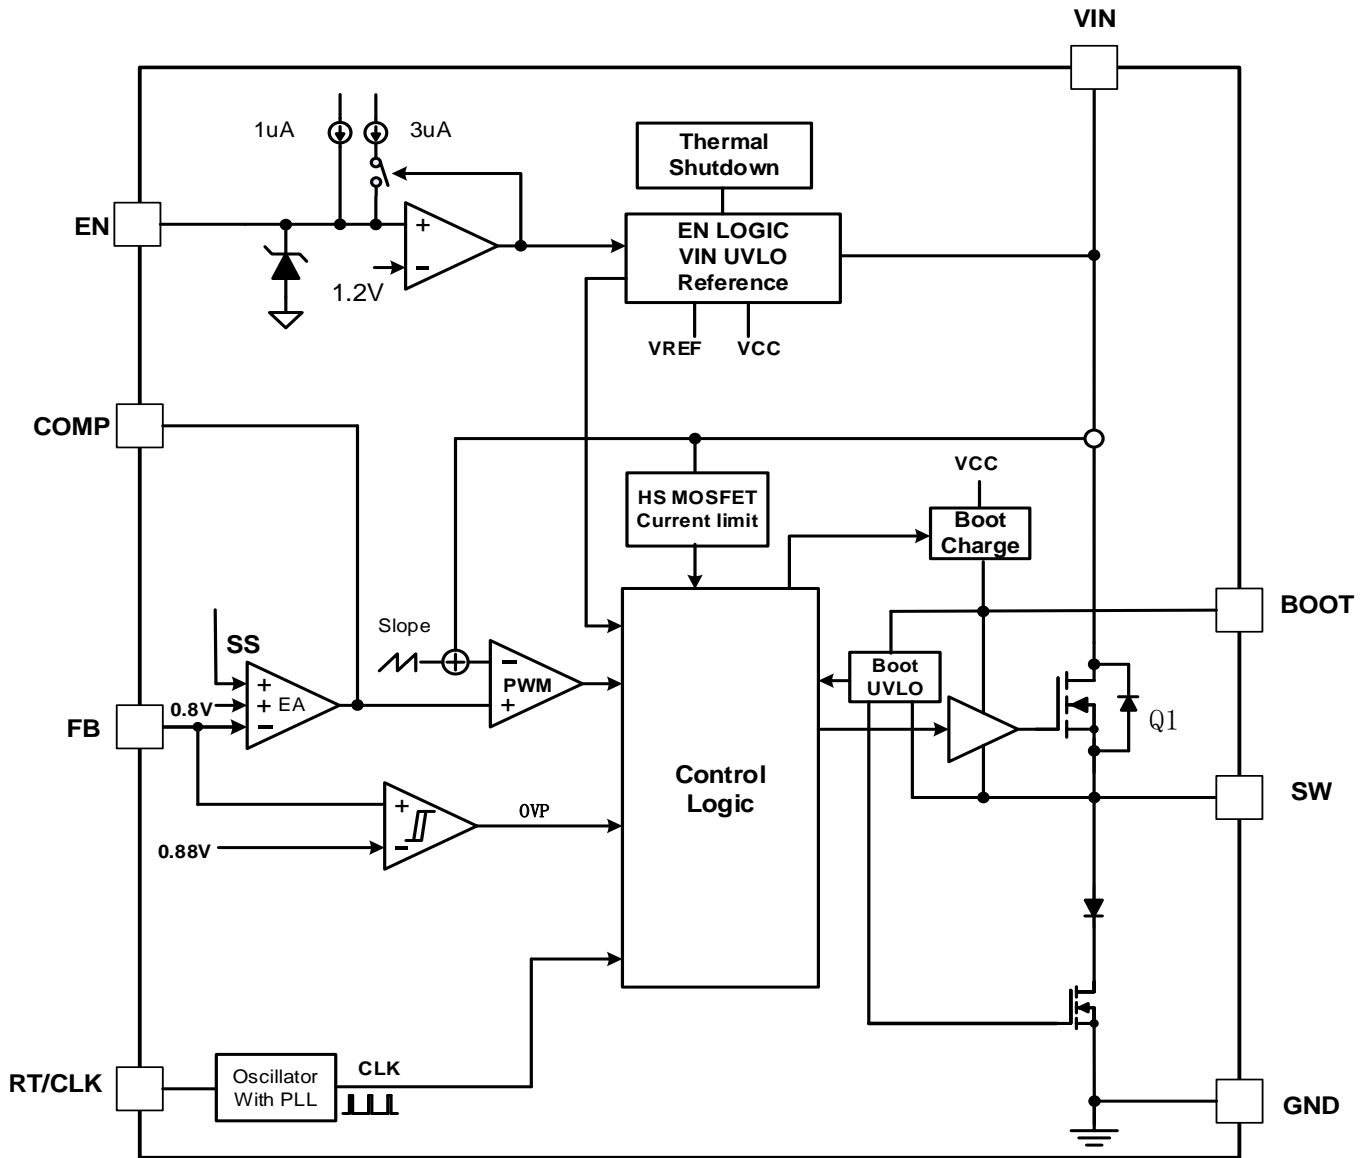 VIN
1uA
3uA
Thermal
Shutdown
EN
+
−
1.2V
EN LOGIC
VIN UVLO
Reference
VREF
VCC
COMP
VCC
HS MOSFET
Current limit
Boot
Charge
BOOT
Slope
+
−
PWM
+
SS
+
+
EA
−
0.8V
FB
Boot
UVLO
Q1
Control
Logic
SW
+
−
OVP
0.88V
RT/CLK
Oscillator
With PLL
CLK
GND